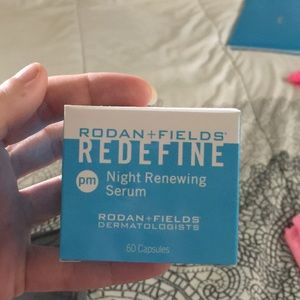 RODAN+FIELDS®
REDEFINE
pm
Night Renewing
Serum
RODAN+FIELDS
DERMATOLOGISTS
60 Capsules